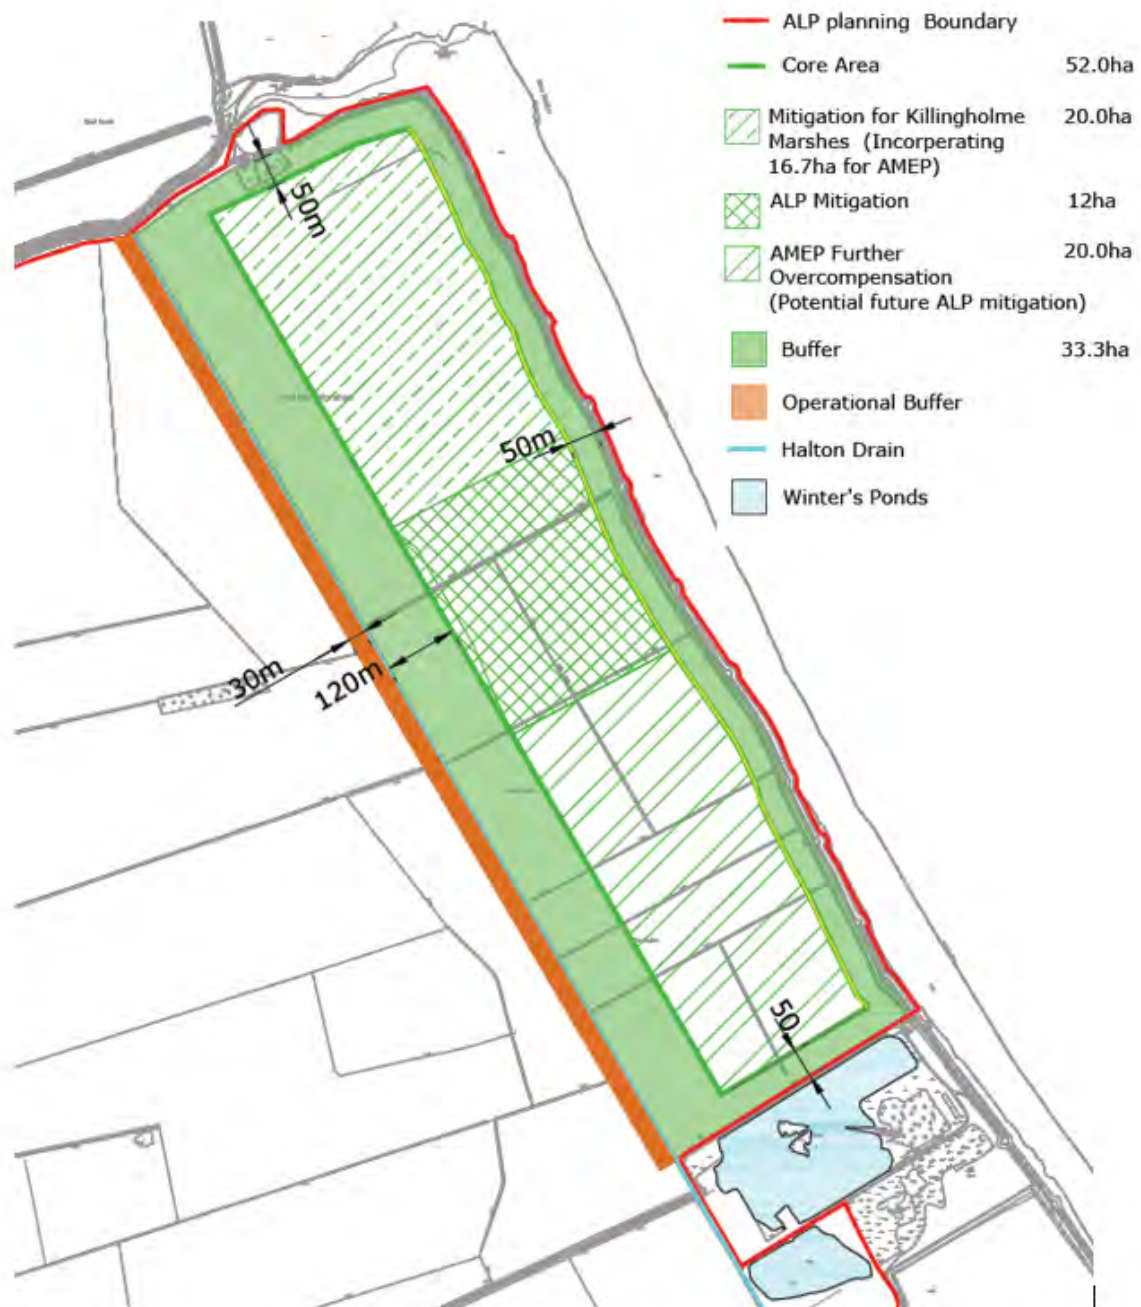 ALP planning Boundary
Core Area 52.0ha
Mitigation for Killingholme 20.0ha
Marshes (Incorperating
16.7ha for AMEP)
ALP Mitigation 12ha
AMEP Further 20.0ha
Overcompensation
(Potential future ALP mitigation)
Buffer 33.3ha
Operational Buffer
Halton Drain
Winter's Ponds
50m
50m
30m
120m
50